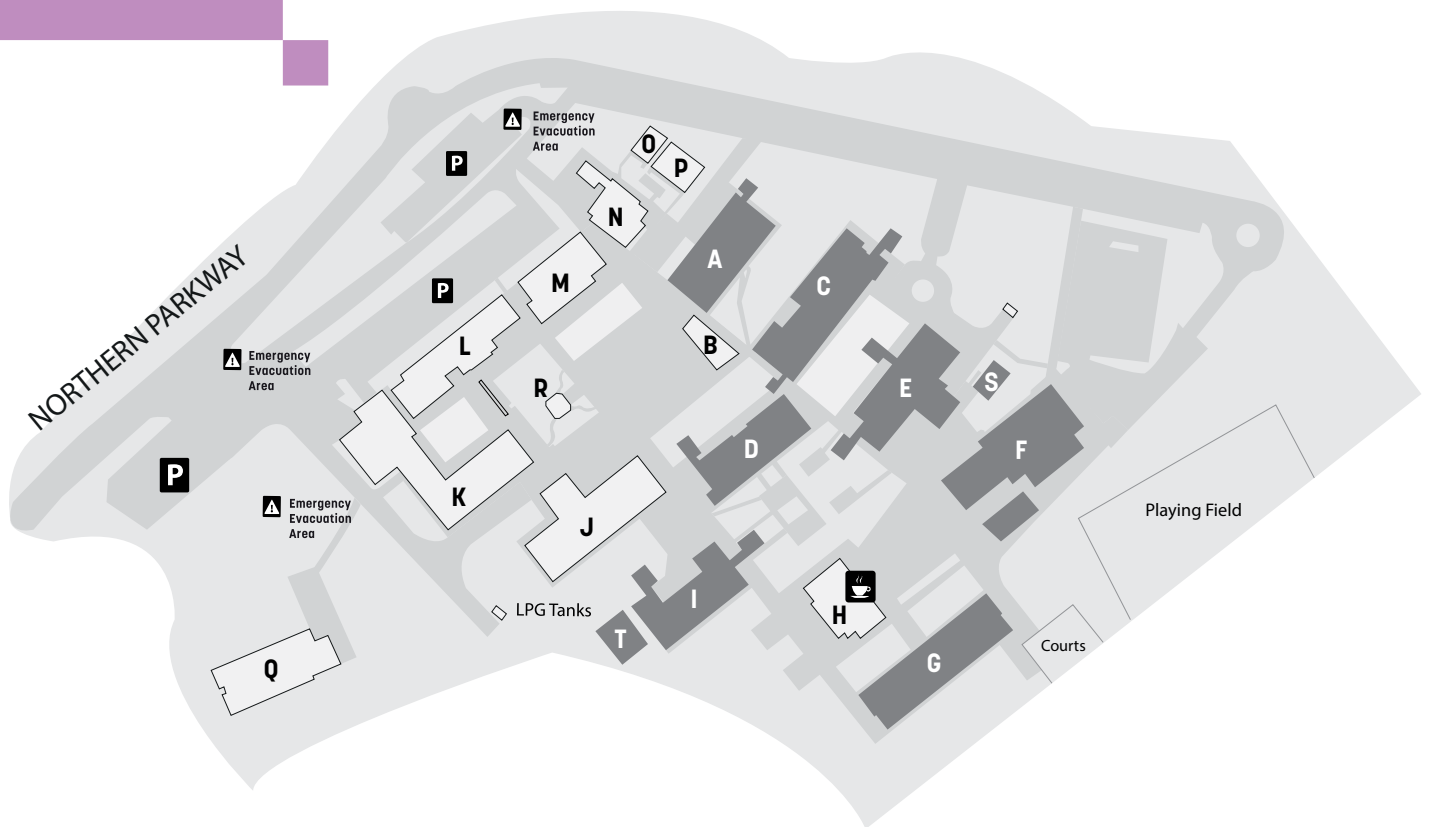 Emergency
Evacuation
Area
P
O
P
N
A
C
M
P
NORTHERN PARKWAY
L
B
Emergency
Evacuation
Area
R
E
S
D
F
P
K
Emergency
Evacuation
Area
J
Playing Field
LPG Tanks
I
H
T
Courts
G
Q